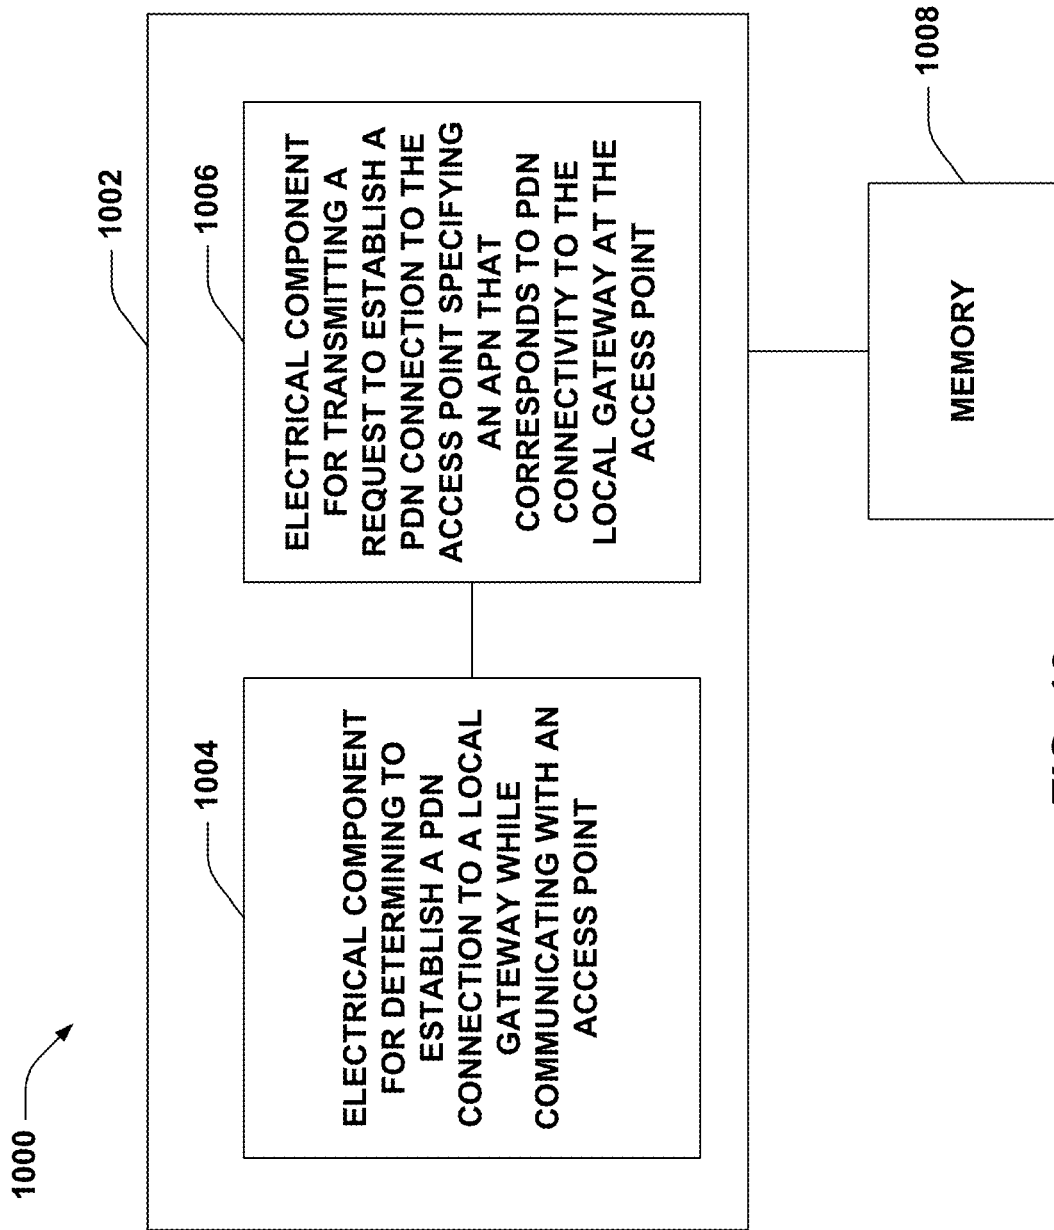 1000
1002
1004
ELECTRICAL COMPONENT
FOR DETERMINING TO
ESTABLISH A PDN
CONNECTION TO A LOCAL
GATEWAY WHILE
COMMUNICATING WITH AN
ACCESS POINT
1006
ELECTRICAL COMPONENT
FOR TRANSMITTING A
REQUEST TO ESTABLISH A
PDN CONNECTION TO THE
ACCESS POINT SPECIFYING
AN APN THAT
CORRESPONDS TO PDN
CONNECTIVITY TO THE
LOCAL GATEWAY AT THE
ACCESS POINT
1008
MEMORY